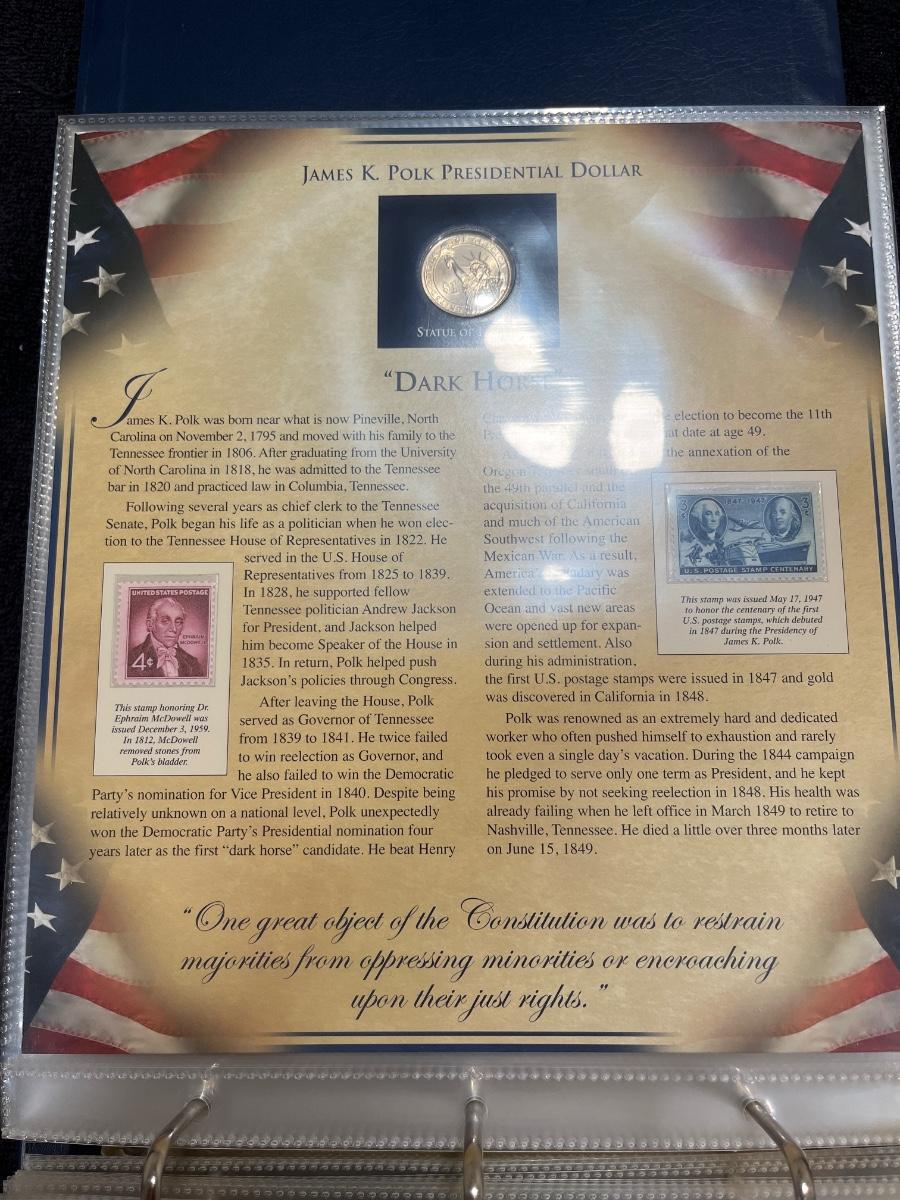 JAMES K. POLK PRESIDENTIAL DOLLAR
STATUE OF
"DARK HORSE"
James K. Polk was born near what is now Pineville, North
Carolina on November 2, 1795 and moved with his family to the
Tennessee frontier in 1806. After graduating from the University
of North Carolina in 1818, he was admitted to the Tennessee
bar in 1820 and practiced law in Columbia, Tennessee.
Following several years as chief clerk to the Tennessee
Senate, Polk began his life as a politician when he won elec-
tion to the Tennessee House of Representatives in 1822. He
served in the U.S. House of
Representatives from 1825 to 1839.
In 1828, he supported fellow
Tennessee politician Andrew Jackson
for President, and Jackson helped
him become Speaker of the House in
1835. In return, Polk helped push
Jackson's policies through Congress.
After leaving the House, Polk
served as Governor of Tennessee
from 1839 to 1841. He twice failed
to win reelection as Governor, and
he also failed to win the Democratic
Party's nomination for Vice President in 1840. Despite being
relatively unknown on a national level, Polk unexpectedly
won the Democratic Party's Presidential nomination four
years later as the first "dark horse" candidate. He beat Henry
UNITED STATES POSTAGE
EPHRAIM
McDOWELL
4¢
This stamp honoring Dr.
Ephraim McDowell was
issued December 3, 1959.
In 1812, McDowell
removed stones from
Polk's bladder.
election to become the 11th
at date at age 49.
the annexation of the
Oregon
the 49th parallel and the
acquisition of California
and much of the American
Southwest following the
Mexican War. As a result,
America's boundary was
extended to the Pacific
Ocean and vast new areas
were opened up for expan-
sion and settlement. Also
during his administration,
the first U.S. postage stamps were issued in 1847 and gold
was discovered in California in 1848.
Polk was renowned as an extremely hard and dedicated
worker who often pushed himself to exhaustion and rarely
took even a single day's vacation. During the 1844 campaign
he pledged to serve only one term as President, and he kept
his promise by not seeking reelection in 1848. His health was
already failing when he left office in March 1849 to retire to
Nashville, Tennessee. He died a little over three months later
on June 15, 1849.
3¢ 1847-1947 3¢
U.S. POSTAGE STAMP CENTENARY
This stamp was issued May 17, 1947
to honor the centenary of the first
U.S. postage stamps, which debuted
in 1847 during the Presidency of
James K. Polk.
"One great object of the Constitution was to restrain
majorities from oppressing minorities or encroaching
upon their just rights."